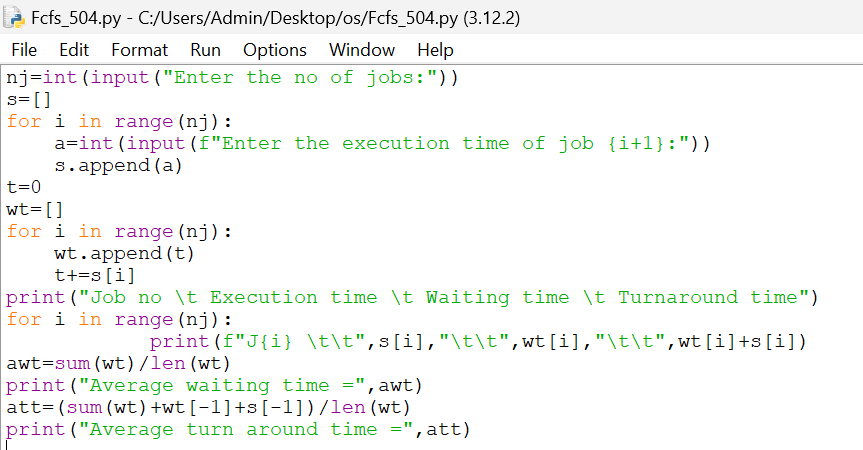 Fcfs_504.py - C:/Users/Admin/Desktop/os/Fcfs_504.py (3.12.2)
File Edit Format Run Options Window Help
nj=int(input("Enter the no of jobs:"))
s=[]
for i in range(nj):
    a=int(input(f"Enter the execution time of job {i+1}:"))
    s.append(a)
t=0
wt=[]
for i in range(nj):
    wt.append(t)
    t+=s[i]
print("Job no \t Execution time \t Waiting time \t Turnaround time")
for i in range(nj):
            print(f"J{i} \t\t",s[i],"\t\t",wt[i],"\t\t",wt[i]+s[i])
awt=sum(wt)/len(wt)
print("Average waiting time =",awt)
att=(sum(wt)+wt[-1]+s[-1])/len(wt)
print("Average turn around time =",att)